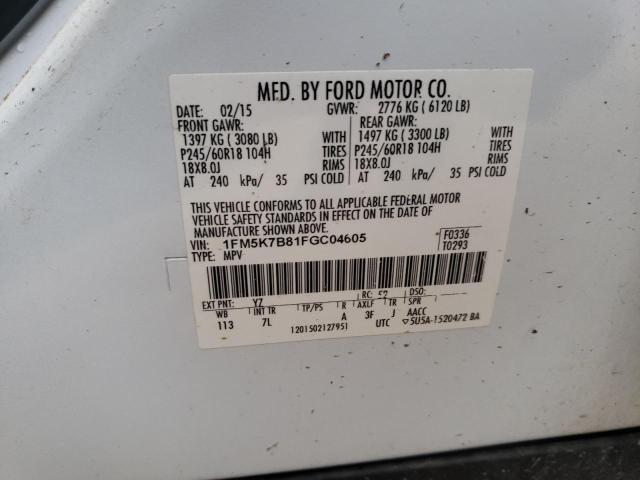 MFD. BY FORD MOTOR CO.
DATE: 02/15 GVWR: 2776 KG ( 6120 LB)
FRONT GAWR: REAR GAWR:
1397 KG ( 3080 LB) WITH 1497 KG ( 3300 LB) WITH
P245/60R18 104H TIRES P245/60R18 104H TIRES
18X8.0J RIMS 18X8.0J RIMS
AT 240 kPa/ 35 PSI COLD AT 240 kPa/ 35 PSI COLD
THIS VEHICLE CONFORMS TO ALL APPLICABLE FEDERAL MOTOR
VEHICLE SAFETY STANDARDS IN EFFECT ON THE DATE OF
MANUFACTURE SHOWN ABOVE.
VIN: 1FM5K7B81FGC04605 F0336
TYPE: MPV T0293
EXT PNT: YZ RC: 52 DSO:
WB INT TR TP/PS R AXLE TR SPR
113 7L A 3F J AACC
1201502127951 UTC 5U5A-1520472 BA